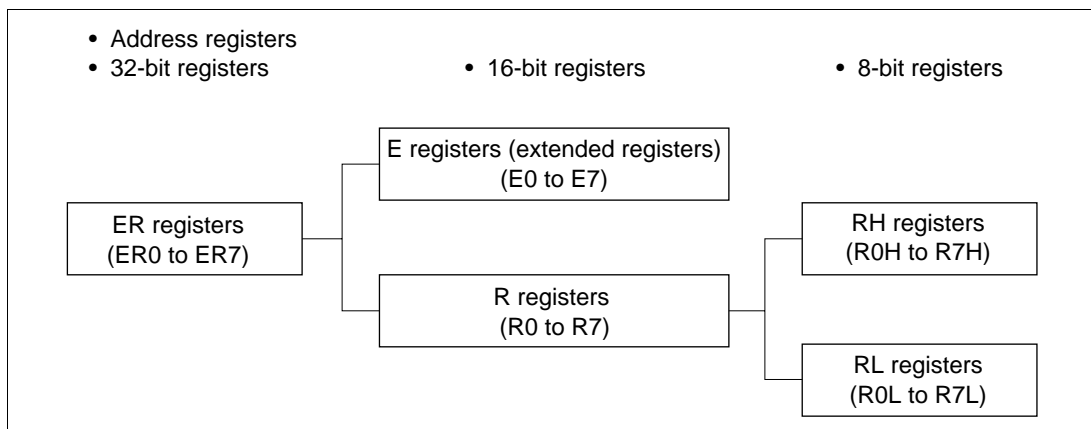 • Address registers
• 32-bit registers
• 16-bit registers
• 8-bit registers
E registers (extended registers)
(E0 to E7)
ER registers
(ER0 to ER7)
RH registers
(R0H to R7H)
R registers
(R0 to R7)
RL registers
(R0L to R7L)